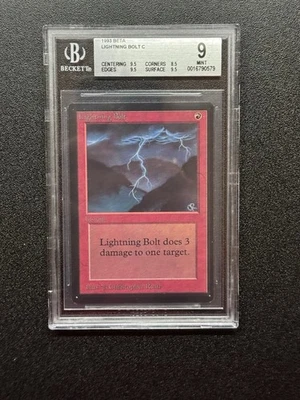 1993 BETA
LIGHTNING BOLT C
B
BECKETT
CENTERING 9.5 CORNERS 8.5
EDGES 9.5 SURFACE 9.5
9
MINT
0016790579
Lightning Bolt does 3
damage to one target.